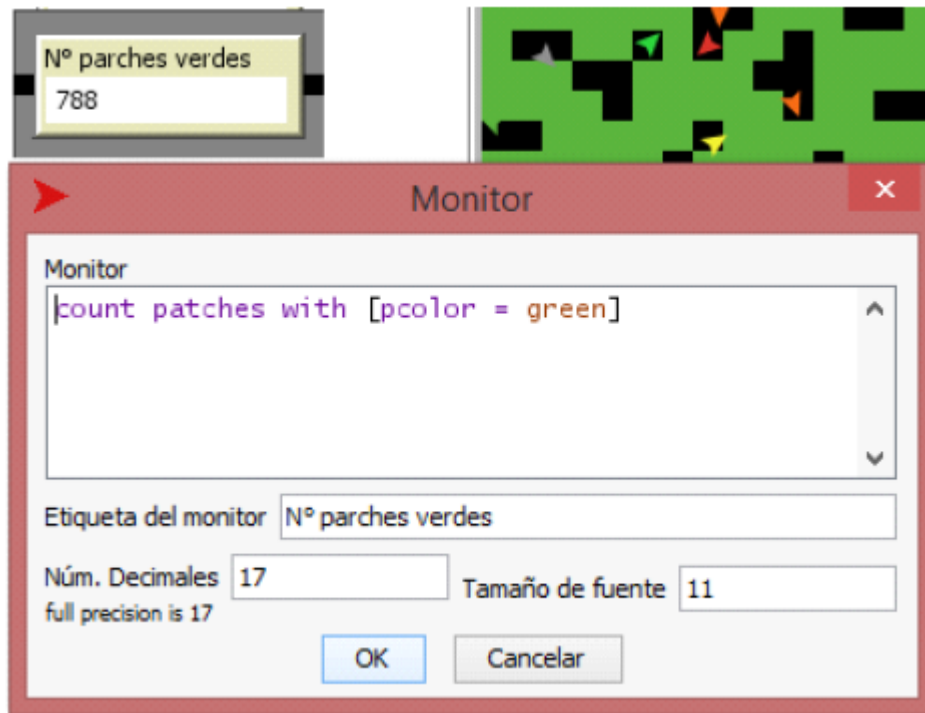 Nº parches verdes
788
Monitor
Monitor
count patches with [pcolor = green]
Etiqueta del monitor Nº parches verdes
Núm. Decimales 17 Tamaño de fuente 11
full precision is 17
OK Cancelar